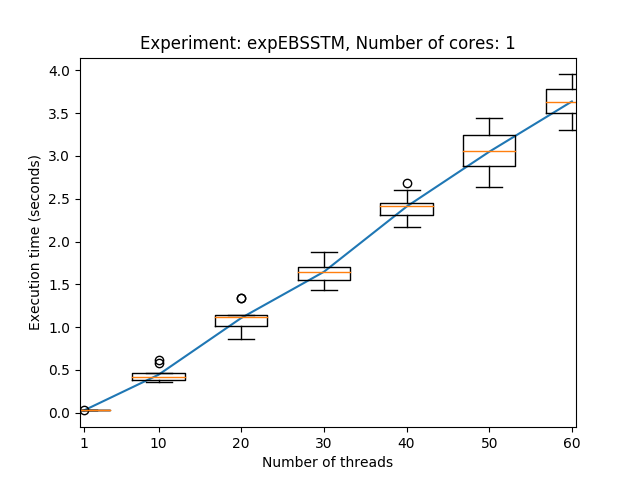 Experiment: expEBSSTM, Number of cores: 1
Execution time (seconds)
4.0
3.5
3.0
2.5
2.0
1.5
1.0
0.5
0.0
1 10 20 30 40 50 60
Number of threads